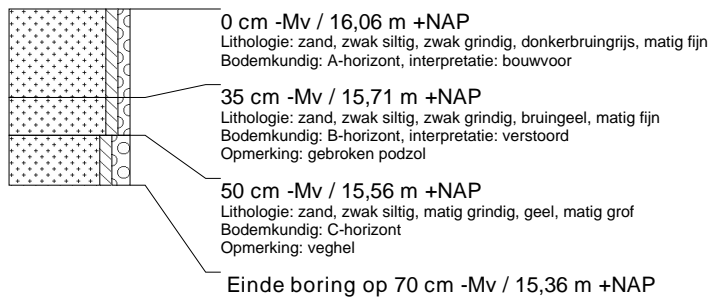 0 cm -Mv / 16,06 m +NAP
Lithologie: zand, zwak siltig, zwak grindig, donkerbruingrijs, matig fijn
Bodemkundig: A-horizont, interpretatie: bouwvoor
35 cm -Mv / 15,71 m +NAP
Lithologie: zand, zwak siltig, zwak grindig, bruingeel, matig fijn
Bodemkundig: B-horizont, interpretatie: verstoord
Opmerking: gebroken podzol
50 cm -Mv / 15,56 m +NAP
Lithologie: zand, zwak siltig, matig grindig, geel, matig grof
Bodemkundig: C-horizont
Opmerking: veghel
Einde boring op 70 cm -Mv / 15,36 m +NAP